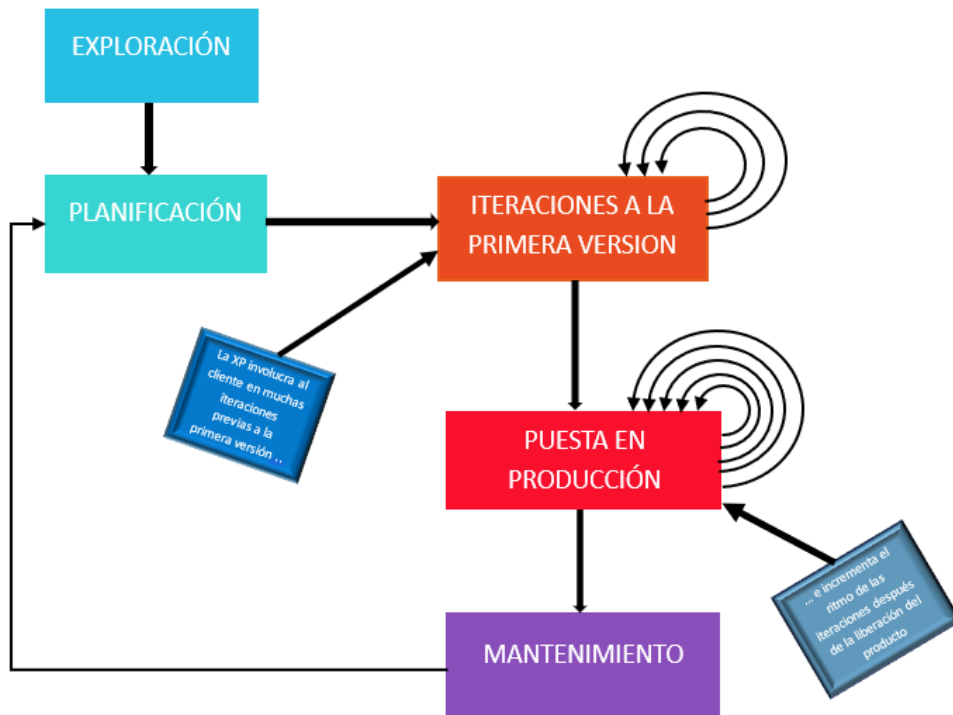 EXPLORACIÓN
PLANIFICACIÓN
ITERACIONES A LA
PRIMERA VERSION
La XP involucra al
cliente en muchas
iteraciones
previas a la
primera versión ..
PUESTA EN
PRODUCCIÓN
... e incrementa el
ritmo de las
iteraciones después
de la liberación del
producto
MANTENIMIENTO